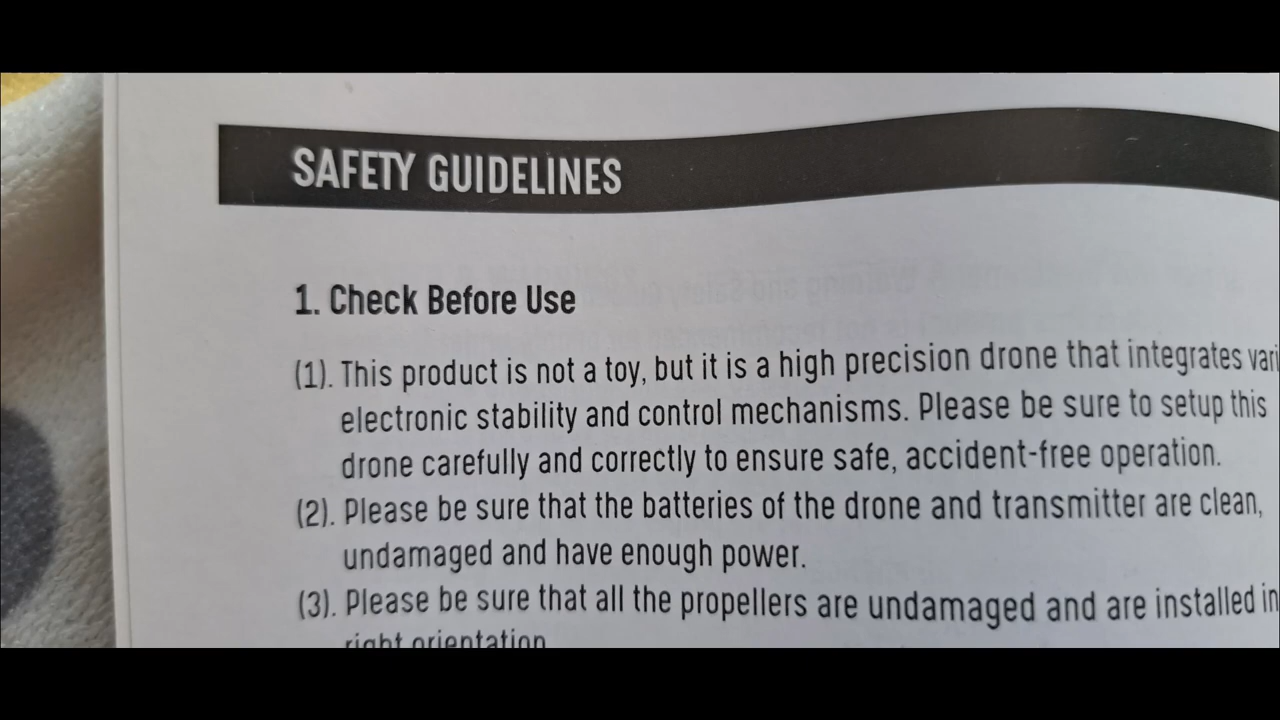 SAFETY GUIDELINES
1. Check Before Use
(1). This product is not a toy, but it is a high precision drone that integrates
electronic stability and control mechanisms. Please be sure to setup this
drone carefully and correctly to ensure safe, accident-free operation.
(2). Please be sure that the batteries of the drone and transmitter are clean,
undamaged and have enough power.
(3). Please be sure that all the propellers are undamaged and are installed in
right orientation